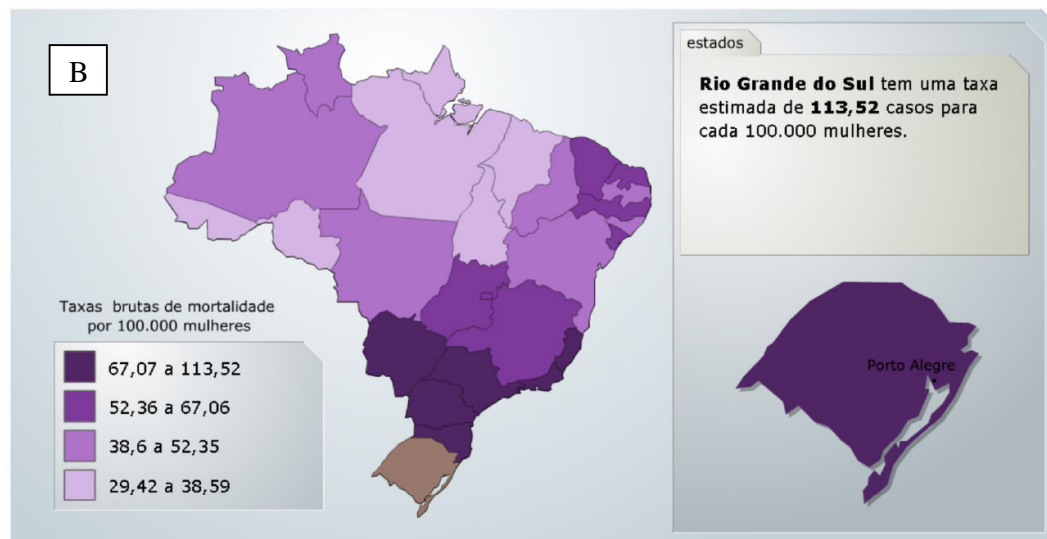 B
estados
Rio Grande do Sul tem uma taxa
estimada de 113,52 casos para
cada 100.000 mulheres.
Taxas brutas de mortalidade
por 100.000 mulheres
67,07 a 113,52
52,36 a 67,06
38,6 a 52,35
29,42 a 38,59
Porto Alegre